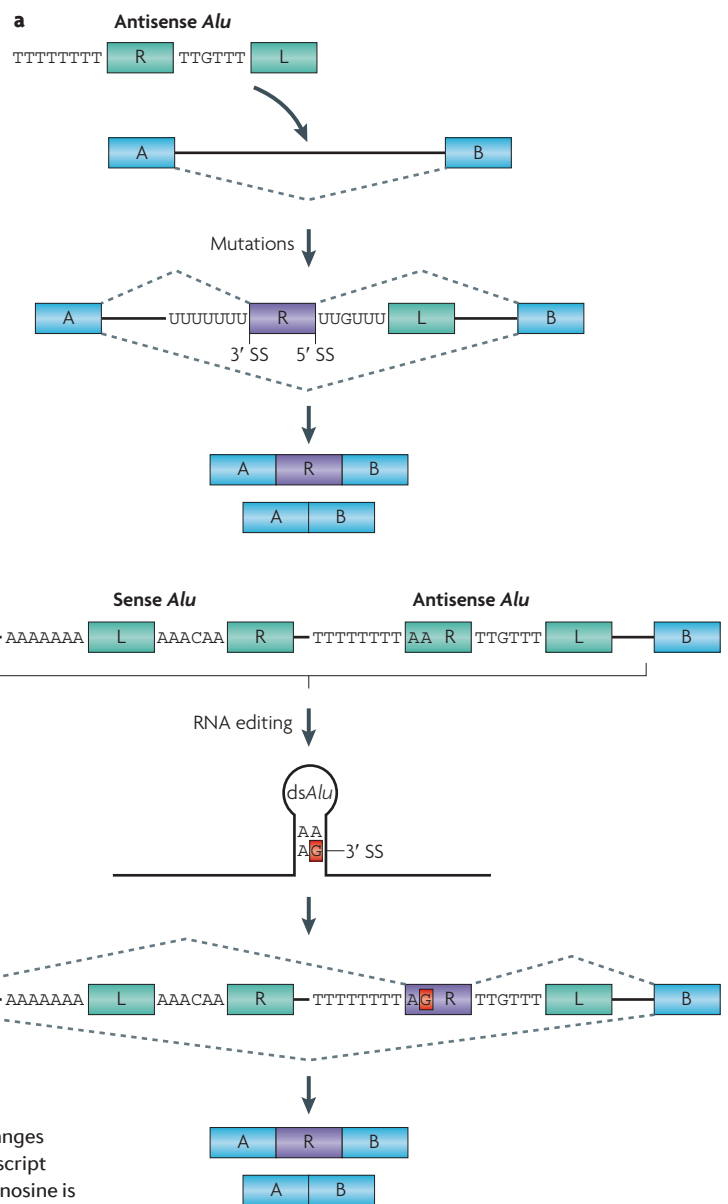 a
Antisense Alu
TTTTTTTT R TTGTTT L
A B
Mutations
A UUUUUUU R UUGUUU L B
3′ SS 5′ SS
A R B
A B
Sense Alu Antisense Alu
AAAAAAA L AAACAA R TTTTTTTT AA R TTGTTT L B
RNA editing
dsAlu
AA
AG 3′ SS
AAAAAAA L AAACAA R TTTTTTTT AG R TTGTTT L B
A R B
anges
script
nosine is
A B